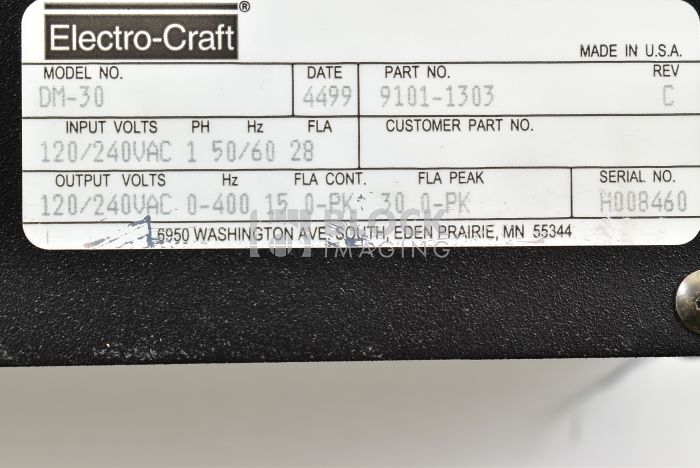 Electro-Craft®
MADE IN U.S.A.
MODEL NO. DATE PART NO. REV
DM-30 4499 9101-1303 C
INPUT VOLTS PH Hz FLA CUSTOMER PART NO.
120/240VAC 1 50/60 28
OUTPUT VOLTS Hz FLA CONT. FLA PEAK SERIAL NO.
120/240VAC 0-400 15.0-PK 30.0-PK H008460
6950 WASHINGTON AVE. SOUTH, EDEN PRAIRIE, MN 55344
BLOCK
IMAGING